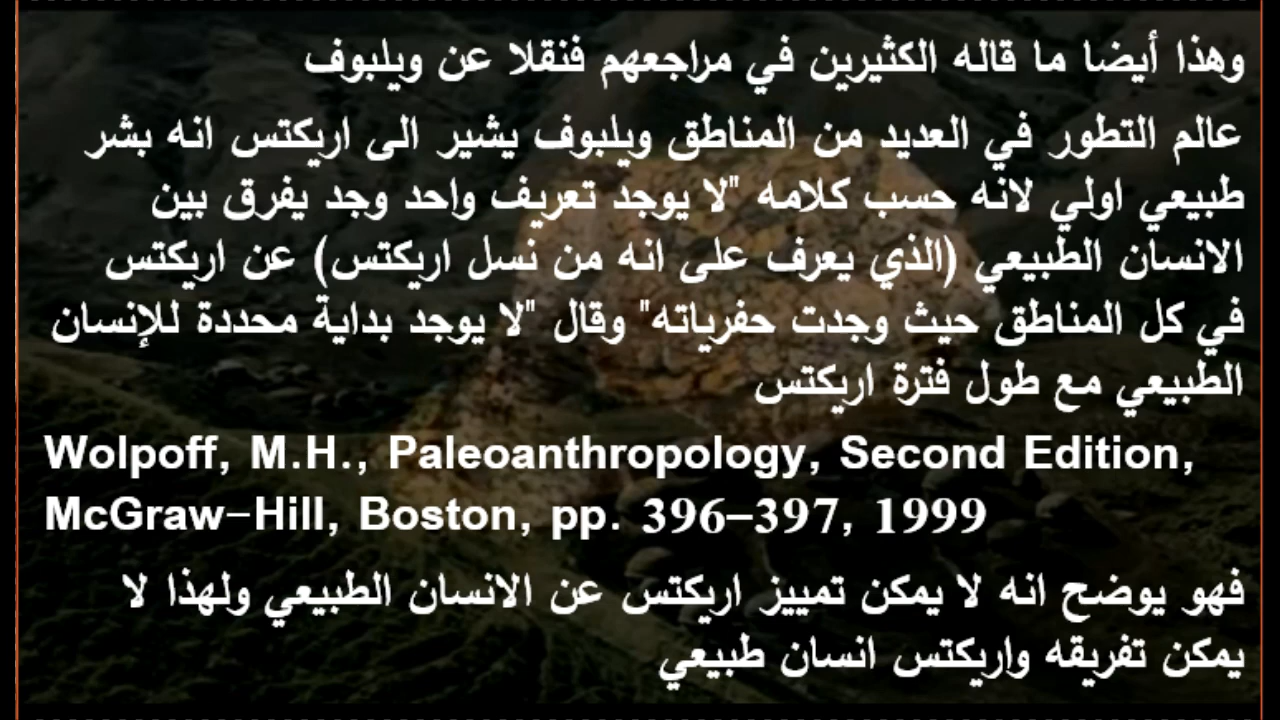 وهذا أيضا ما قاله الكثيرين في مراجعهم فنقلا عن ويلبوف
عالم التطور في العديد من المناطق ويلبوف يشير الى اريكتس انه بشر
طبيعي اولي لانه حسب كلامه "لا يوجد تعريف واحد وجد يفرق بين
الانسان الطبيعي (الذي يعرف على انه من نسل اريكتس) عن اريكتس
في كل المناطق حيث وجدت حفرياته" وقال "لا يوجد بداية محددة للإنسان
الطبيعي مع طول فترة اريكتس
Wolpoff, M.H., Paleoanthropology, Second Edition,
McGraw-Hill, Boston, pp. 396–397, 1999
فهو يوضح انه لا يمكن تمييز اريكتس عن الانسان الطبيعي ولهذا لا
يمكن تفريقه واريكتس انسان طبيعي